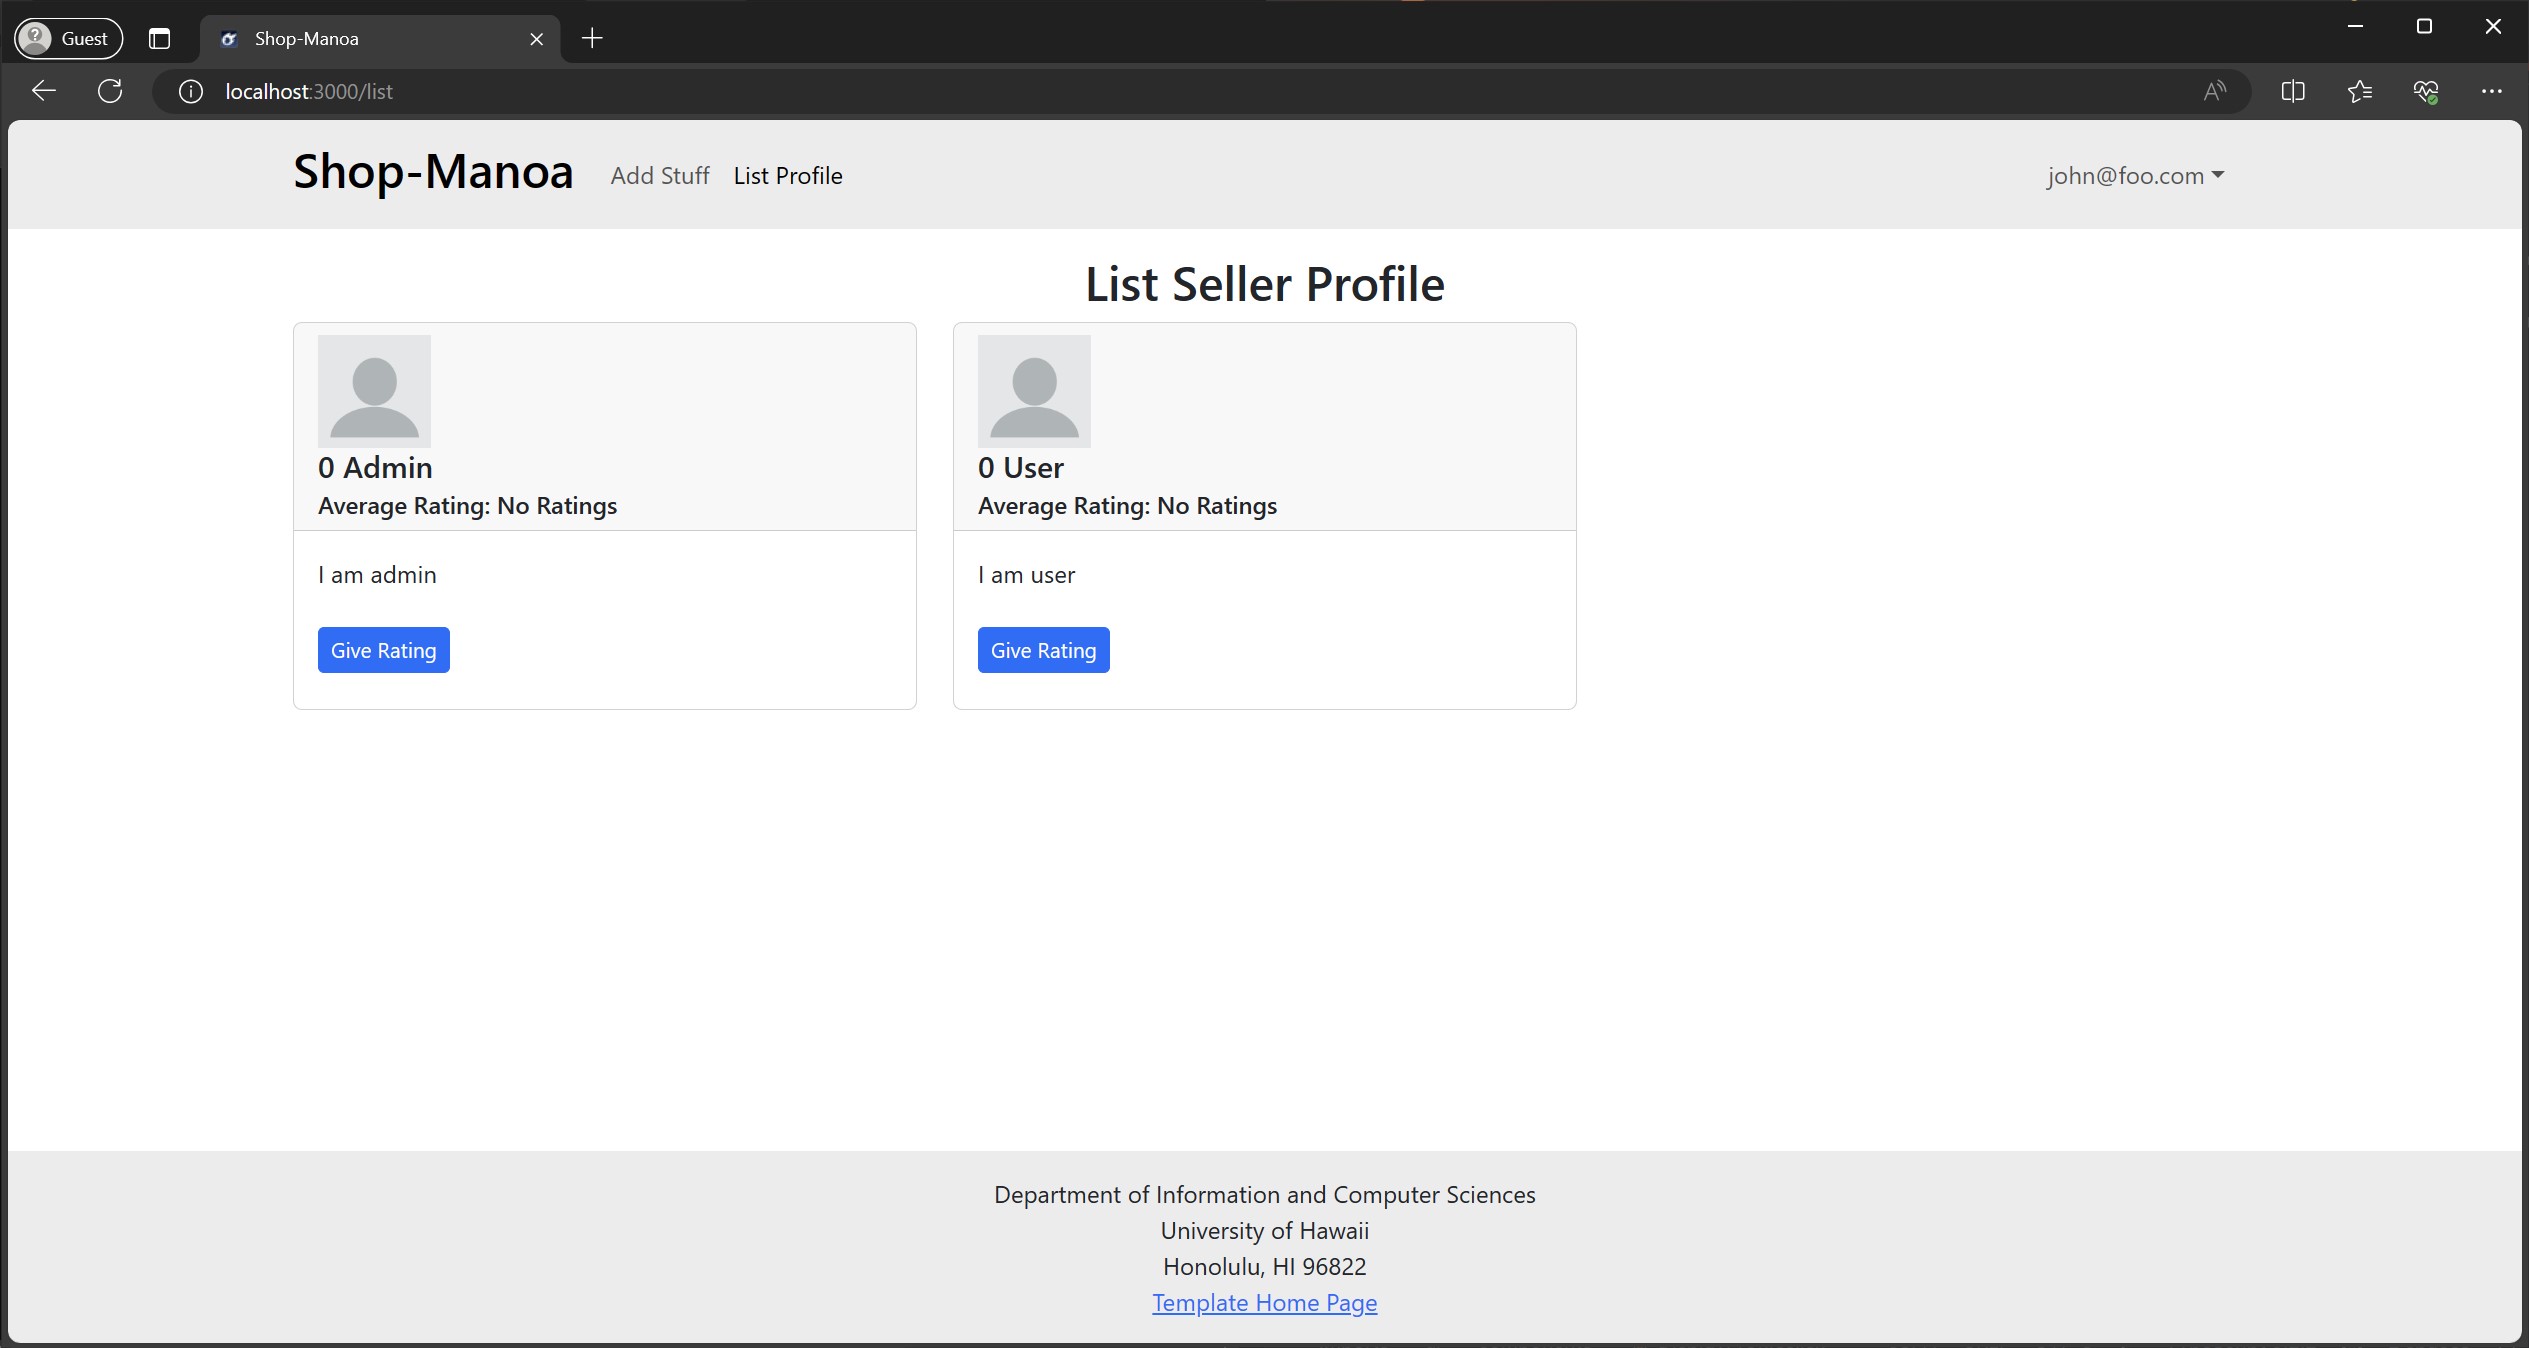 Guest
Shop-Manoa
localhost:3000/list
Shop-Manoa Add Stuff List Profile john@foo.com
List Seller Profile
0 Admin
Average Rating: No Ratings
I am admin
Give Rating
0 User
Average Rating: No Ratings
I am user
Give Rating
Department of Information and Computer Sciences
University of Hawaii
Honolulu, HI 96822
Template Home Page